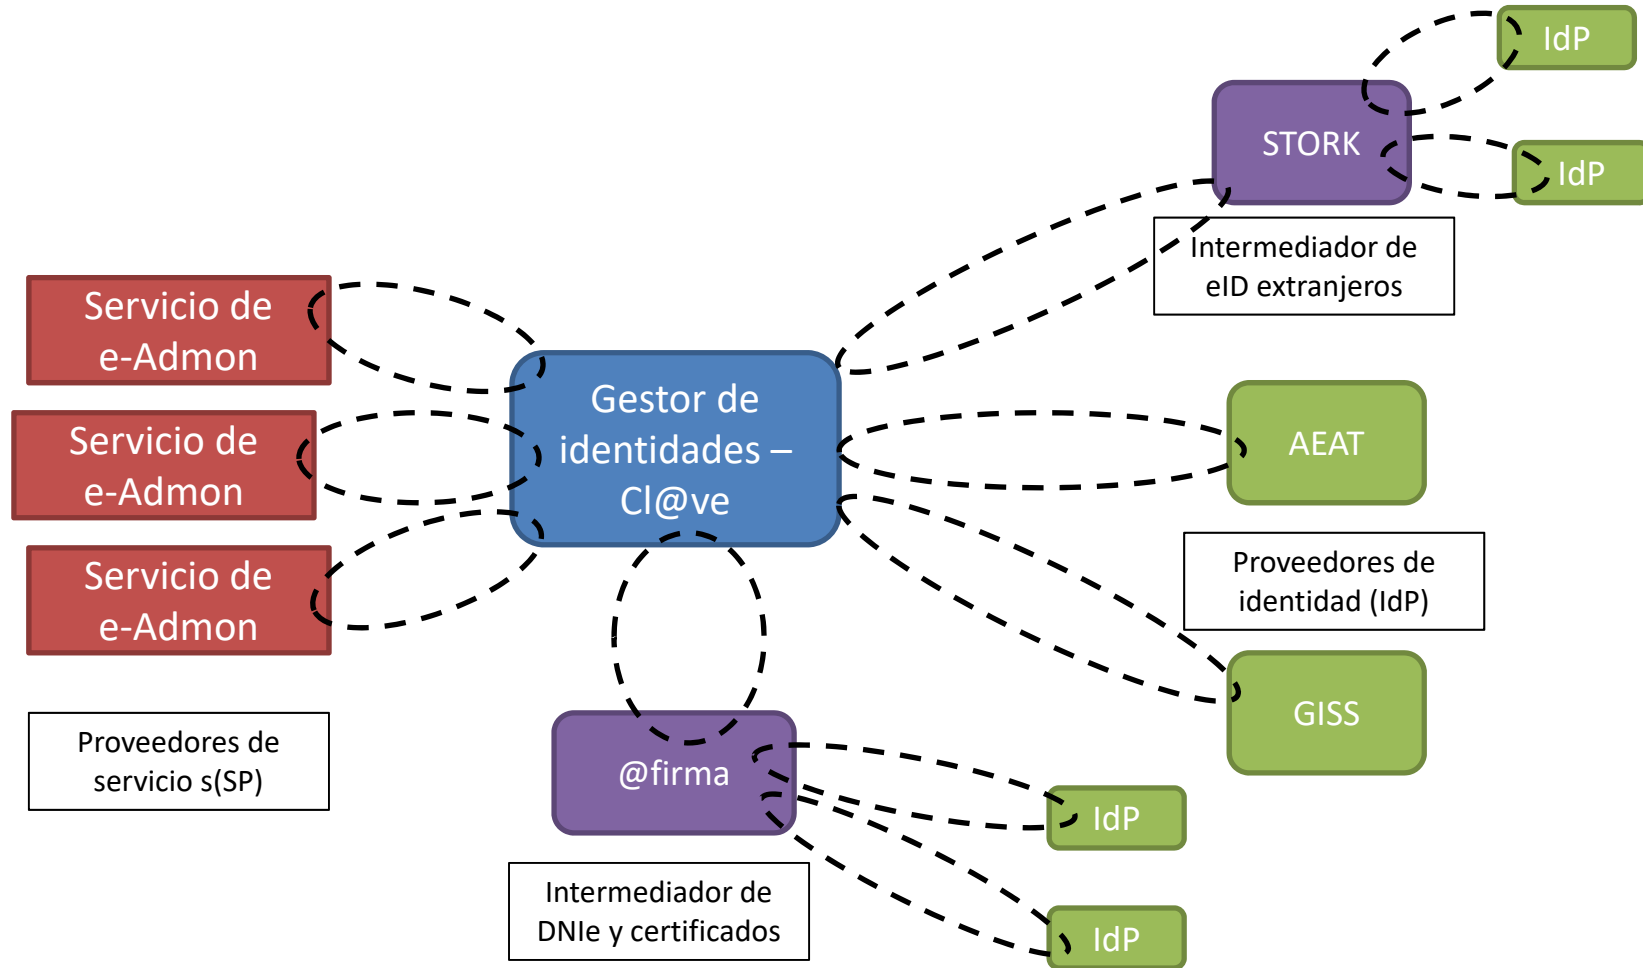 IdP
STORK
IdP
Intermediador de
eID extranjeros
Servicio de
e-Admon
Servicio de
e-Admon
Servicio de
e-Admon
Proveedores de
servicio s(SP)
Gestor de
identidades –
Cl@ve
AEAT
Proveedores de
identidad (IdP)
GISS
@firma
Intermediador de
DNIe y certificados
IdP
IdP